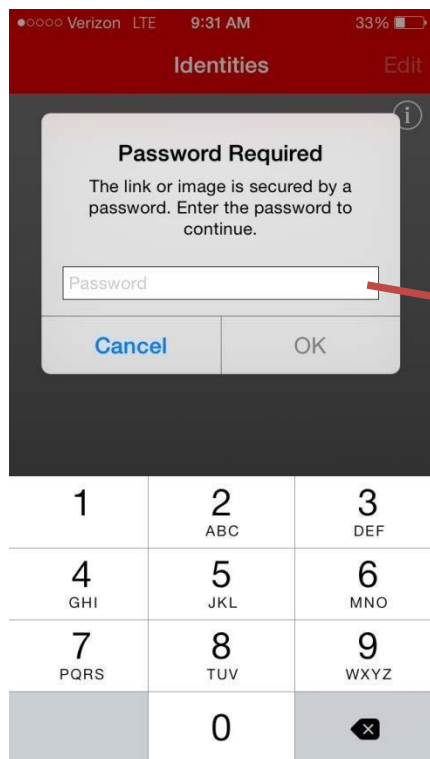 Verizon LTE 9:31 AM 33%
Identities Edit
i
Password Required
The link or image is secured by a
password. Enter the password to
continue.
Password
Cancel OK
1 2 3
ABC DEF
4 5 6
GHI JKL MNO
7 8 9
PQRS TUV WXYZ
0